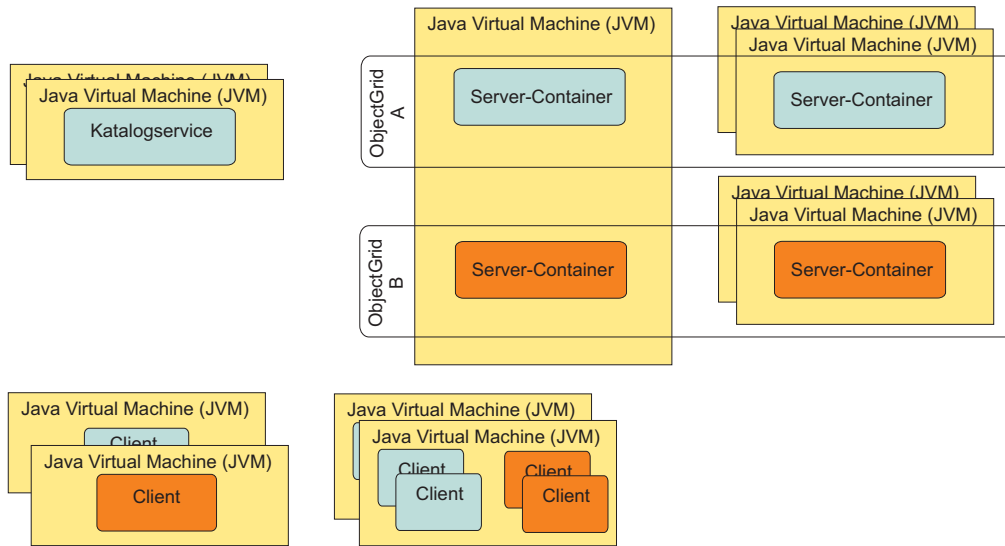 Java Virtual Machine (JVM)
Java Virtual Machine (JVM)
Katalogservice
Java Virtual Machine (JVM)
ObjectGrid
A
Server-Container
Java Virtual Machine (JVM)
Java Virtual Machine (JVM)
Server-Container
ObjectGrid
B
Server-Container
Java Virtual Machine (JVM)
Java Virtual Machine (JVM)
Server-Container
Java Virtual Machine (JVM)
Client
Java Virtual Machine (JVM)
Client
Java Virtual Machine (JVM)
Java Virtual Machine (JVM)
Client
Client
Client
Client